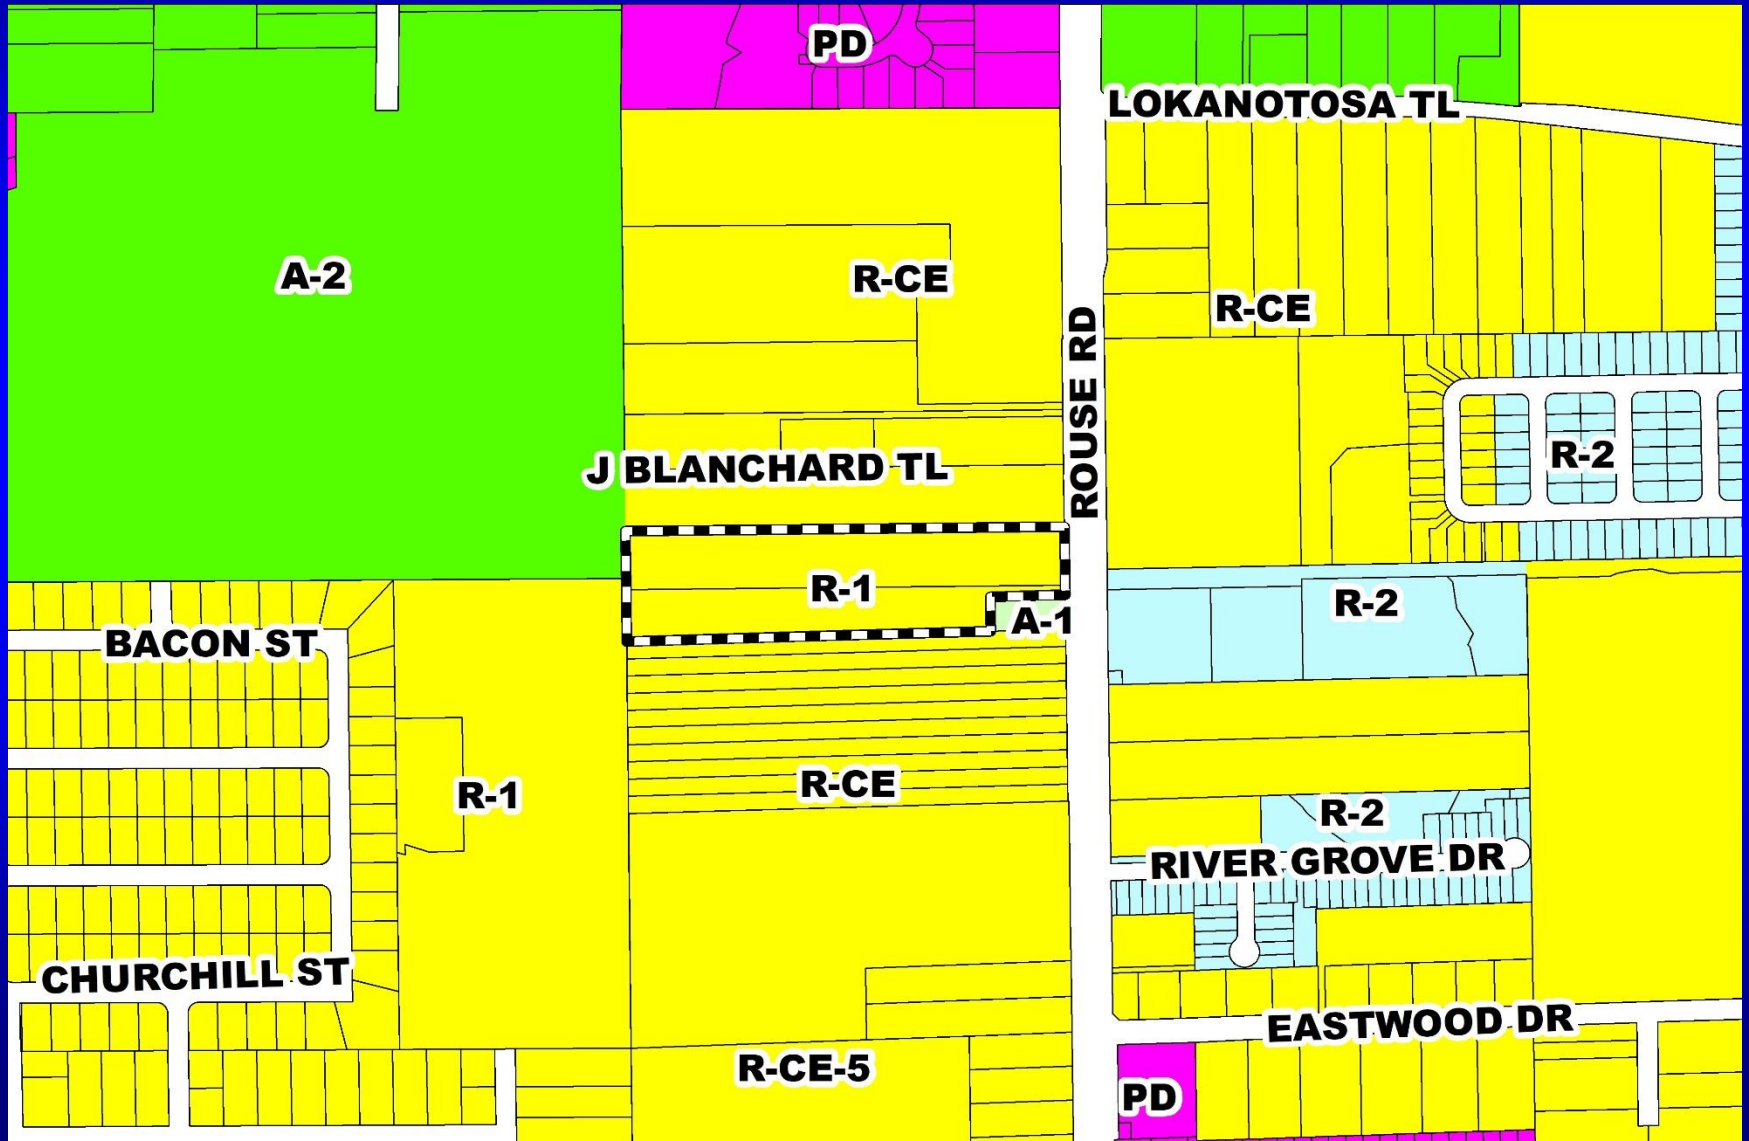 PD
LOKANOTOSA TL
A-2
R-CE
R-CE
ROUSE RD
R-2
J BLANCHARD TL
R-1
R-2
A-1
BACON ST
R-CE
R-1
R-2
RIVER GROVE DR
CHURCHILL ST
EASTWOOD DR
R-CE-5
PD